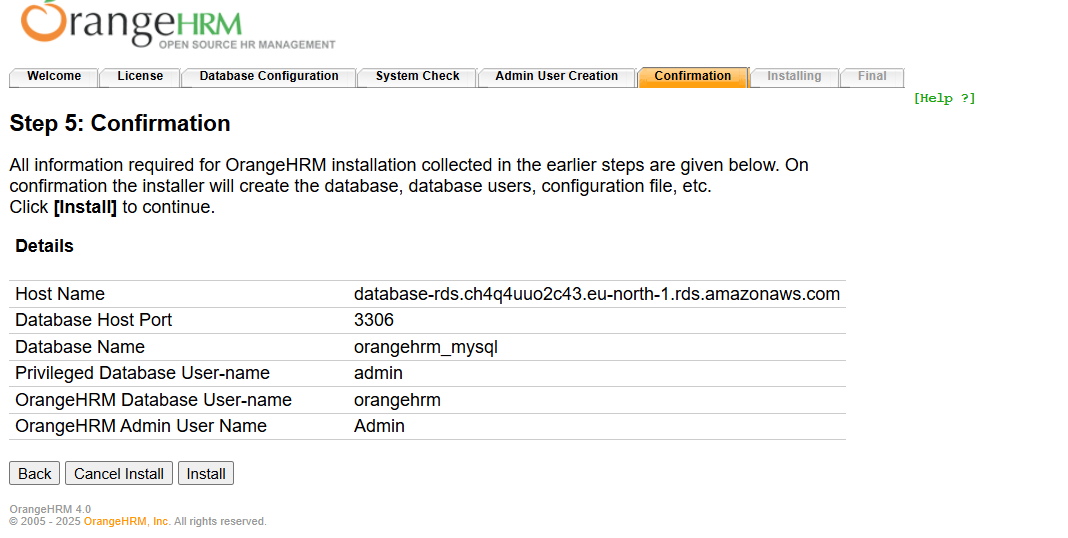 OrangeHRM
OPEN SOURCE HR MANAGEMENT
Welcome License Database Configuration System Check Admin User Creation Confirmation Installing Final
[Help ?]
Step 5: Confirmation
All information required for OrangeHRM installation collected in the earlier steps are given below. On
confirmation the installer will create the database, database users, configuration file, etc.
Click [Install] to continue.
Details
Host Name database-rds.ch4q4uuo2c43.eu-north-1.rds.amazonaws.com
Database Host Port 3306
Database Name orangehrm_mysql
Privileged Database User-name admin
OrangeHRM Database User-name orangehrm
OrangeHRM Admin User Name Admin
Back Cancel Install Install
OrangeHRM 4.0
© 2005 - 2025 OrangeHRM, Inc. All rights reserved.